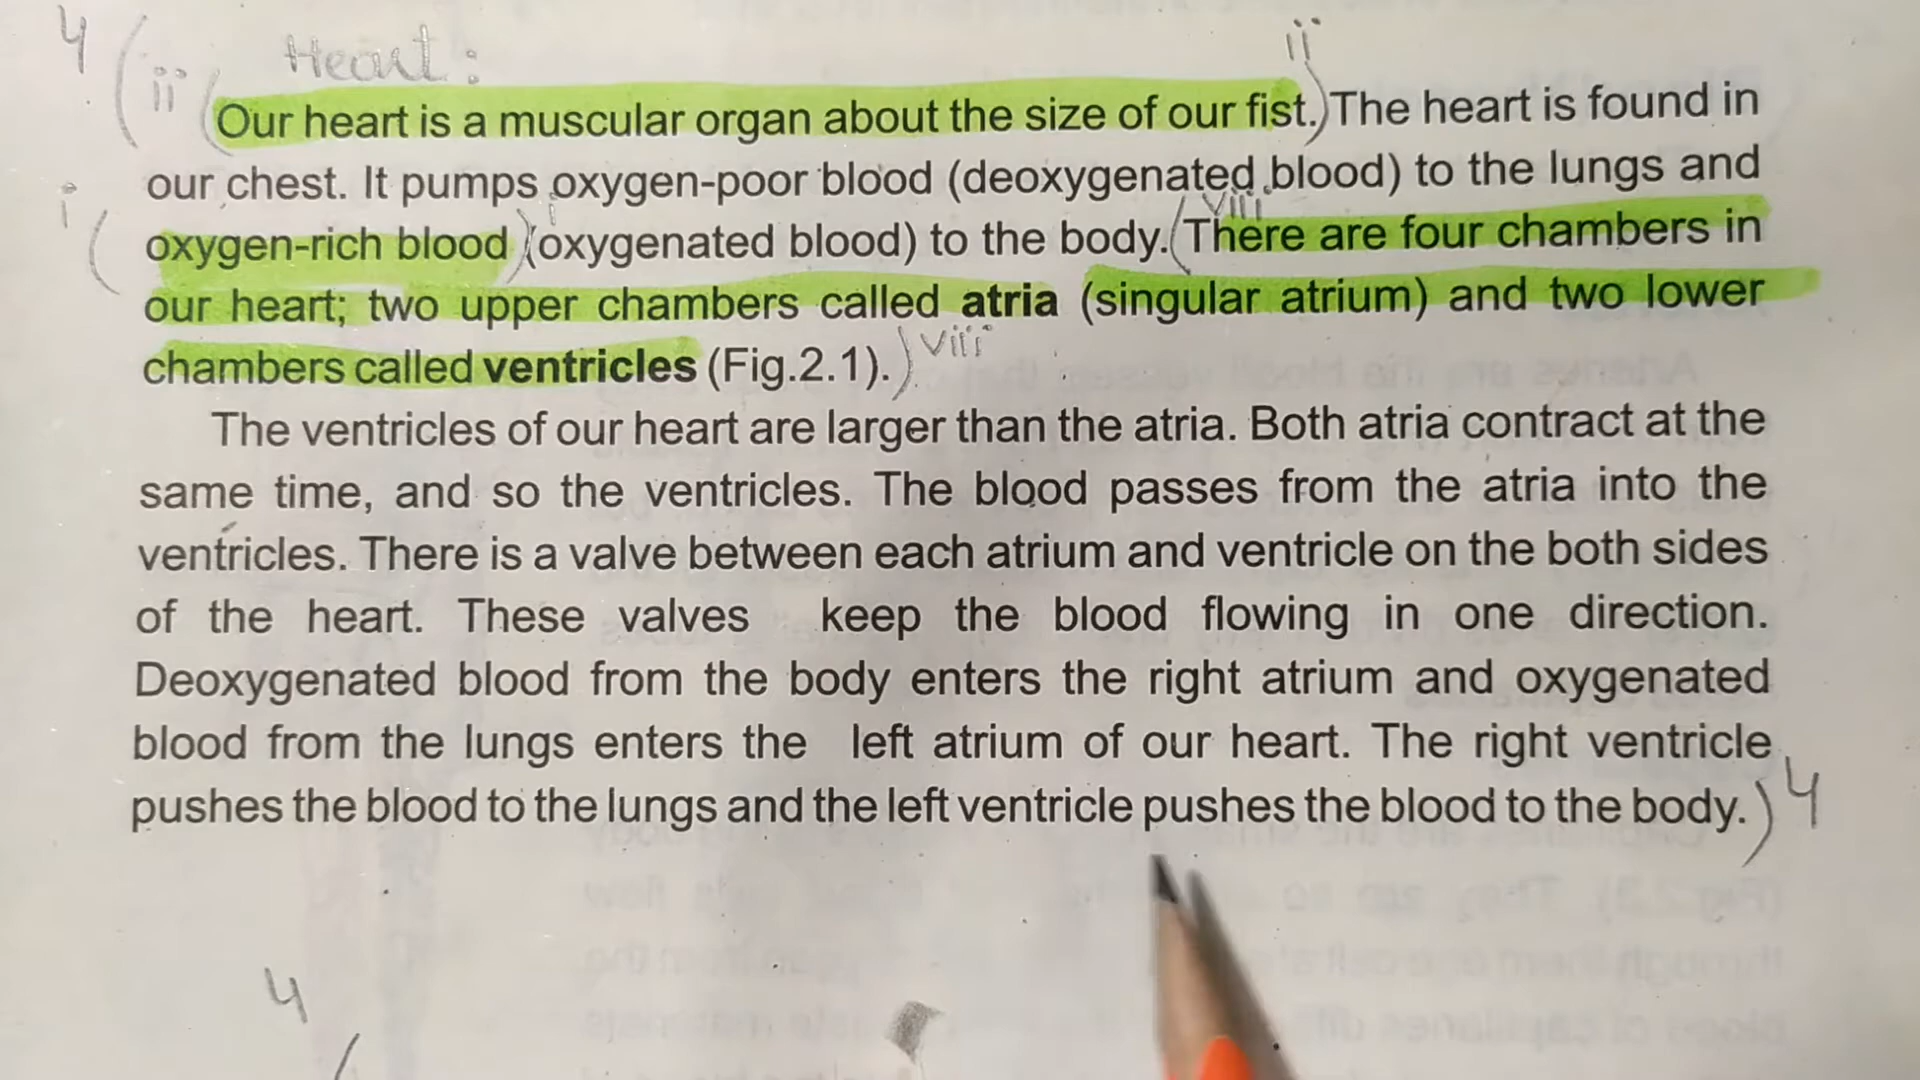 4 (
Heart:
ii
ii ( Our heart is a muscular organ about the size of our fist.) The heart is found in
our chest. It pumps oxygen-poor blood (deoxygenated blood) to the lungs and
i
viii
( oxygen-rich blood )(oxygenated blood) to the body. (There are four chambers in
our heart; two upper chambers called atria (singular atrium) and two lower
chambers called ventricles (Fig.2.1).) viii
The ventricles of our heart are larger than the atria. Both atria contract at the
same time, and so the ventricles. The blood passes from the atria into the
ventricles. There is a valve between each atrium and ventricle on the both sides
of the heart. These valves keep the blood flowing in one direction.
Deoxygenated blood from the body enters the right atrium and oxygenated
blood from the lungs enters the left atrium of our heart. The right ventricle
pushes the blood to the lungs and the left ventricle pushes the blood to the body.) 4
4
(